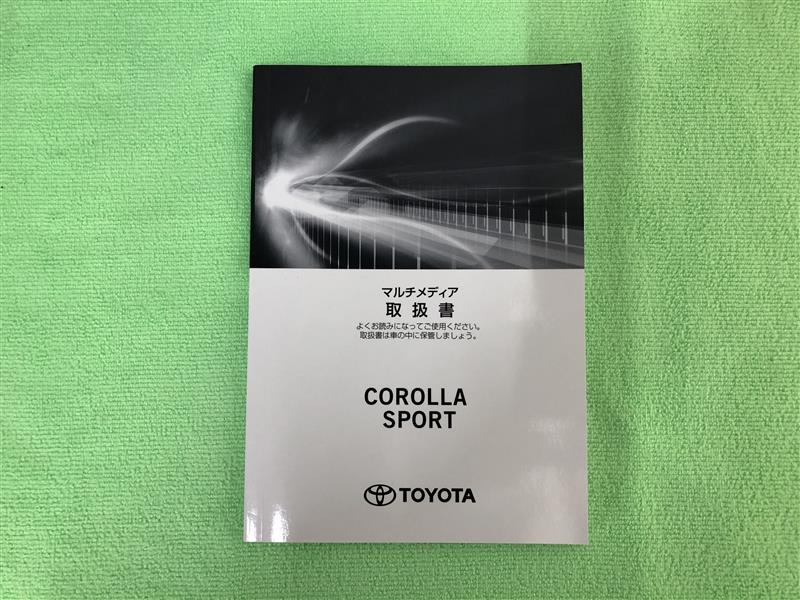 マルチメディア
取扱書
よくお読みになってご使用ください。
取扱書は車の中に保管しましょう。
COROLLA
SPORT
TOYOTA